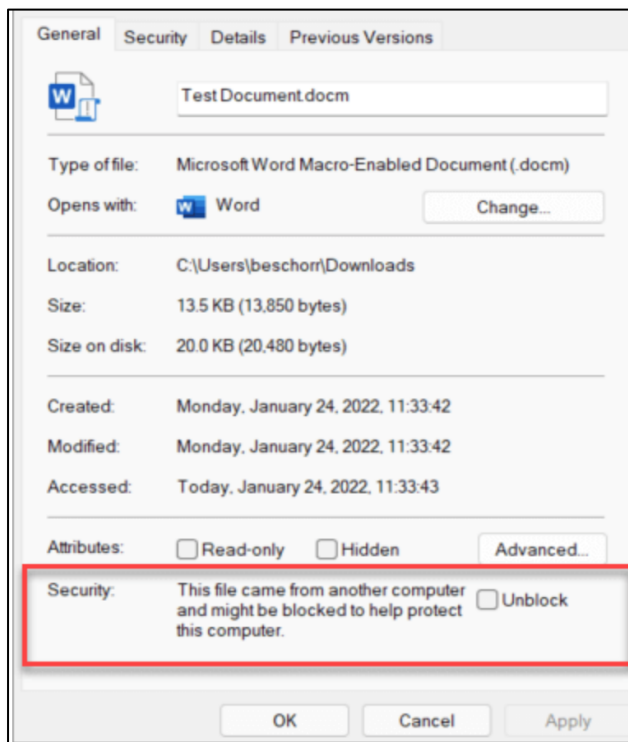 General Security Details Previous Versions
W
Test Document.docm
Type of file: Microsoft Word Macro-Enabled Document (.docm)
Opens with: W Word Change...
Location: C:\Users\beschorr\Downloads
Size: 13.5 KB (13,850 bytes)
Size on disk: 20.0 KB (20,480 bytes)
Created: Monday, January 24, 2022, 11:33:42
Modified: Monday, January 24, 2022, 11:33:42
Accessed: Today, January 24, 2022, 11:33:43
Attributes: Read-only Hidden Advanced...
Security: This file came from another computer
and might be blocked to help protect
this computer.
Unblock
OK Cancel Apply